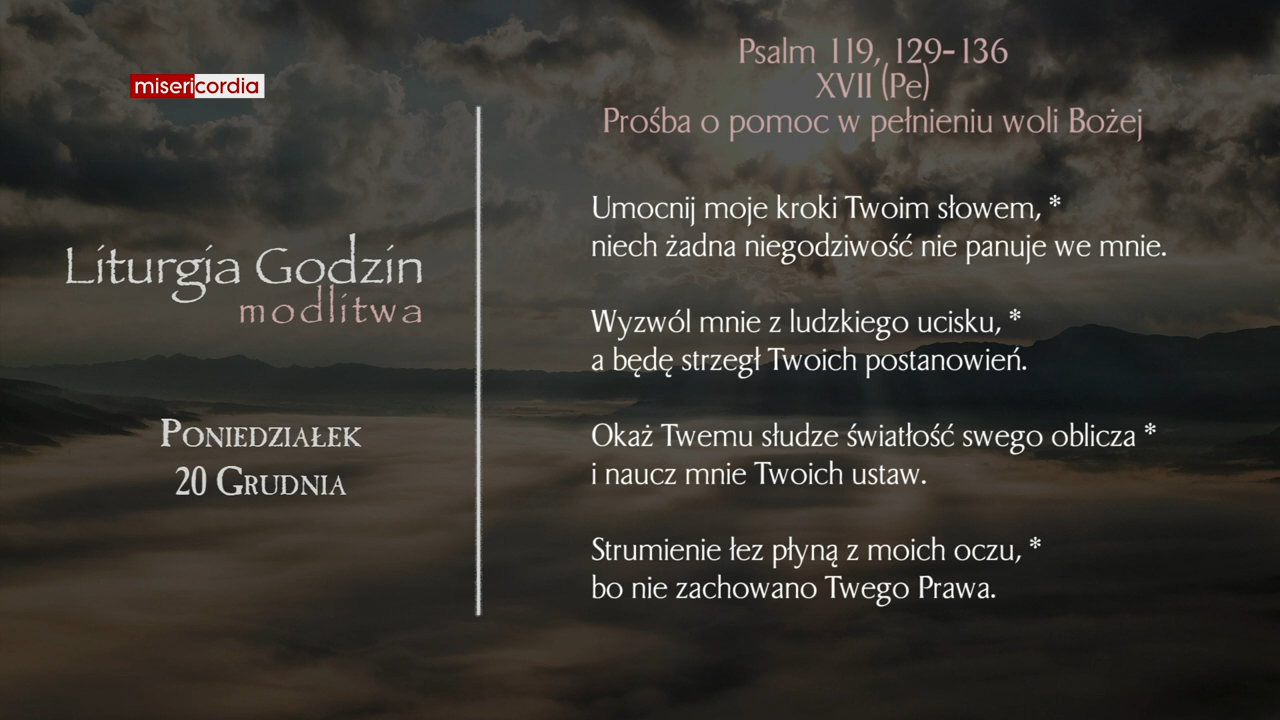 misericordia
Liturgia Godzin
modlitwa
Poniedziałek
20 Grudnia
Psalm 119, 129-136
XVII (Pe)
Prośba o pomoc w pełnieniu woli Bożej
Umocnij moje kroki Twoim słowem, *
niech żadna niegodziwość nie panuje we mnie.
Wyzwól mnie z ludzkiego ucisku, *
a będę strzegł Twoich postanowień.
Okaż Twemu słudze światłość swego oblicza *
i naucz mnie Twoich ustaw.
Strumienie łez płyną z moich oczu, *
bo nie zachowano Twego Prawa.